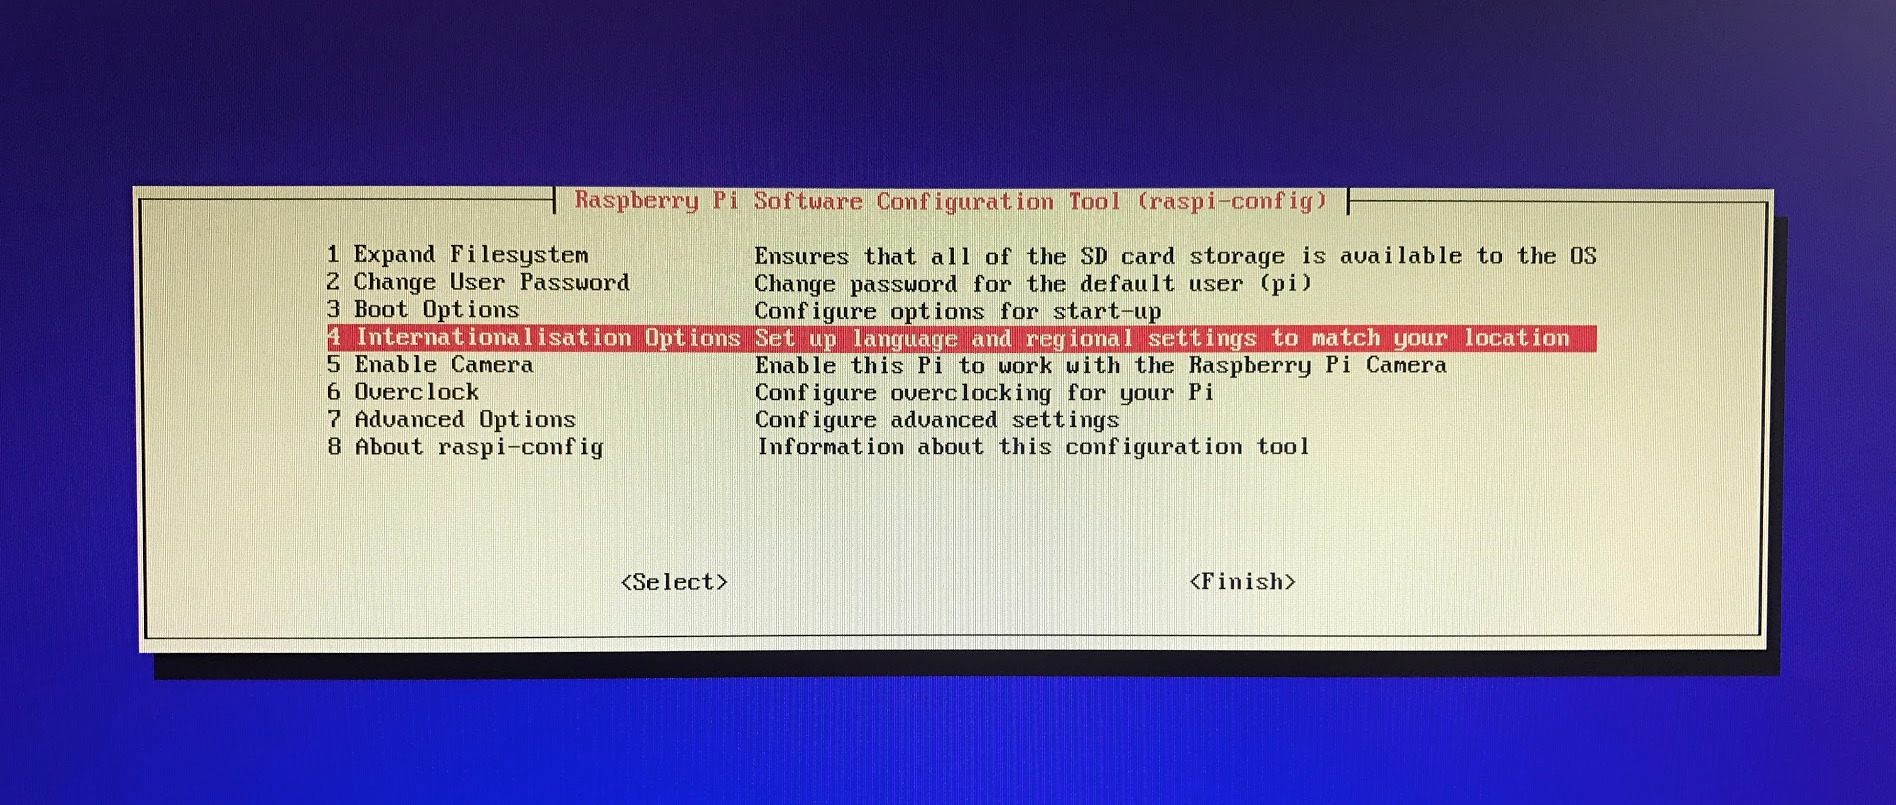 Raspberry Pi Software Configuration Tool (raspi-config)
1 Expand Filesystem Ensures that all of the SD card storage is available to the OS
2 Change User Password Change password for the default user (pi)
3 Boot Options Configure options for start-up
4 Internationalisation Options Set up language and regional settings to match your location
5 Enable Camera Enable this Pi to work with the Raspberry Pi Camera
6 Overclock Configure overclocking for your Pi
7 Advanced Options Configure advanced settings
8 About raspi-config Information about this configuration tool
<Select> <Finish>